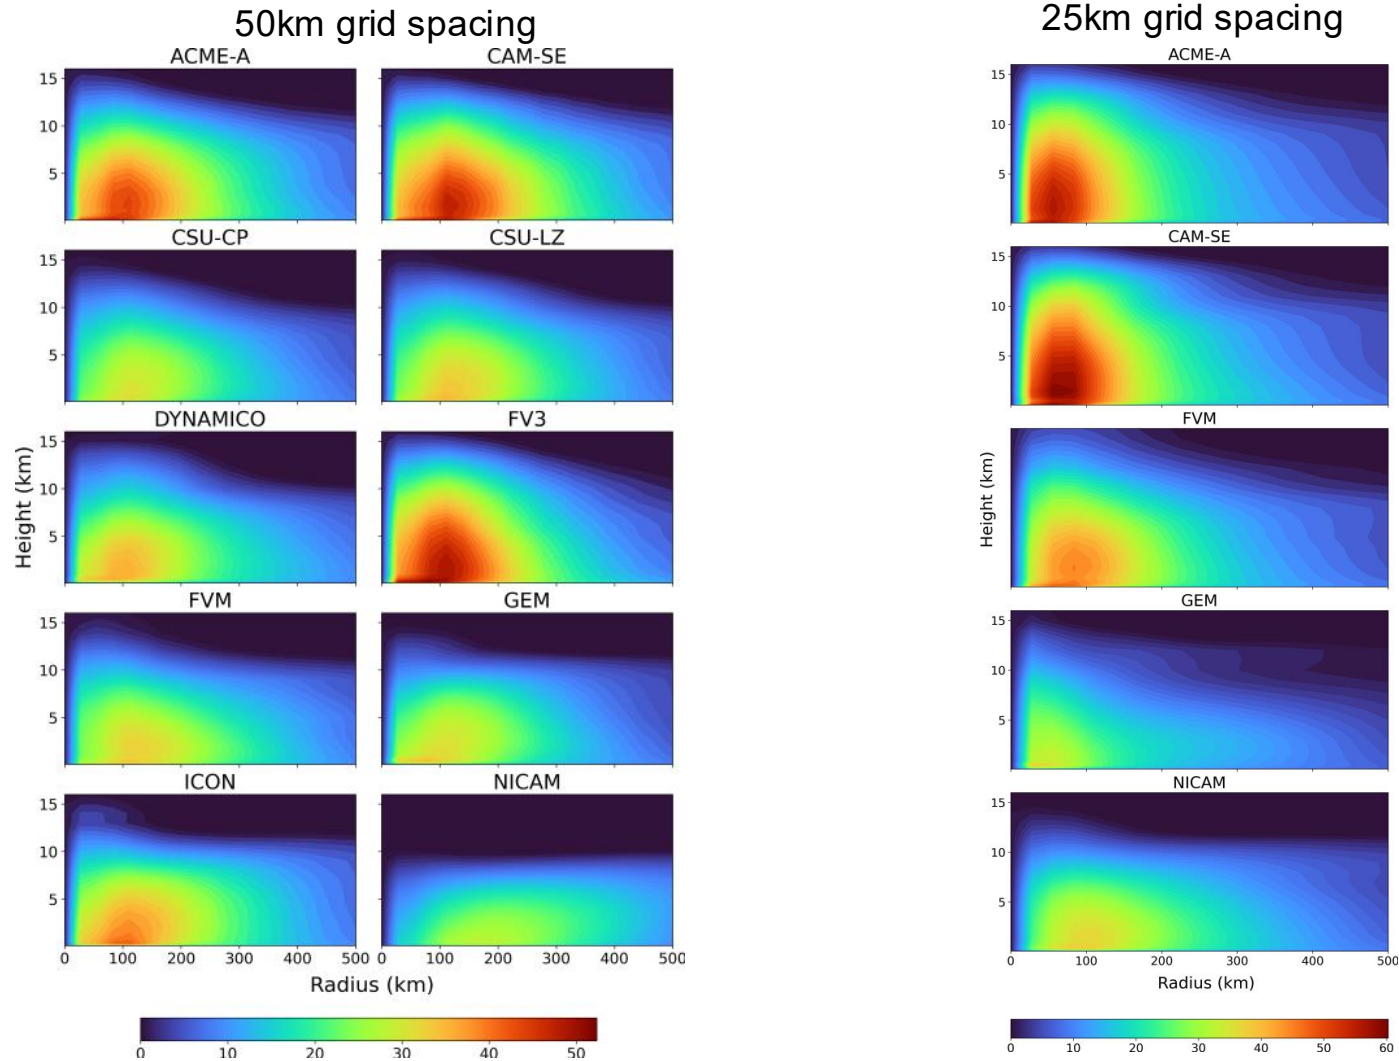 50km grid spacing
ACME-A
CAM-SE
15
10
5
CSU-CP
CSU-LZ
15
10
5
DYNAMICO
FV3
15
10
5
Height (km)
FVM
GEM
15
10
5
ICON
NICAM
15
10
5
0 100 200 300 400 500 0 100 200 300 400 500
Radius (km)
0 10 20 30 40 50
25km grid spacing
ACME-A
15
10
5
CAM-SE
15
10
5
FVM
Height (km)
GEM
15
10
5
NICAM
15
10
5
0 100 200 300 400 500
Radius (km)
0 10 20 30 40 50 60